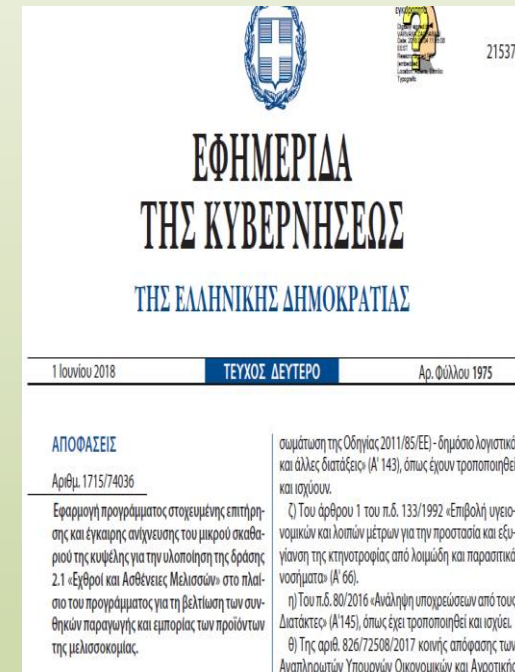 21537
ΕΦΗΜΕΡΙΔΑ
ΤΗΣ ΚΥΒΕΡΝΗΣΕΩΣ
ΤΗΣ ΕΛΛΗΝΙΚΗΣ ΔΗΜΟΚΡΑΤΙΑΣ
1 Ιουνίου 2018
ΤΕΥΧΟΣ ΔΕΥΤΕΡΟ
Αρ. Φύλλου 1975
ΑΠΟΦΑΣΕΙΣ
Αριθμ. 1715/74036
Εφαρμογή προγράμματος στοχευμένης επιτήρη-
σης και έγκαιρης ανίχνευσης του μικρού σκαθα-
ριού της κυψέλης για την υλοποίηση της δράσης
2.1 «Εχθροί και Ασθένειες Μελισσών» στο πλαί-
σιο του προγράμματος για τη βελτίωση των συν-
θηκών παραγωγής και εμπορίας των προϊόντων
της μελισσοκομίας.
σωμάτωση της Οδηγίας 2011/85/ΕΕ) - δημόσιο λογιστικό
και άλλες διατάξεις» (Α' 143), όπως έχουν τροποποιηθεί
και ισχύουν.
ζ) Του άρθρου 1 του π.δ. 133/1992 «Επιβολή υγειο-
νομικών και λοιπών μέτρων για την προστασία και εξυ-
γίανση της κτηνοτροφίας από λοιμώδη και παρασιτικά
νοσήματα» (Α' 66).
η) Του π.δ. 80/2016 «Ανάληψη υποχρεώσεων από τους
Διατάκτες» (Α'145), όπως έχει τροποποιηθεί και ισχύει.
θ) Της αριθ. 826/72508/2017 κοινής απόφασης των
Αναπληρωτών Υπουργών Οικονομικών και Αγροτικής